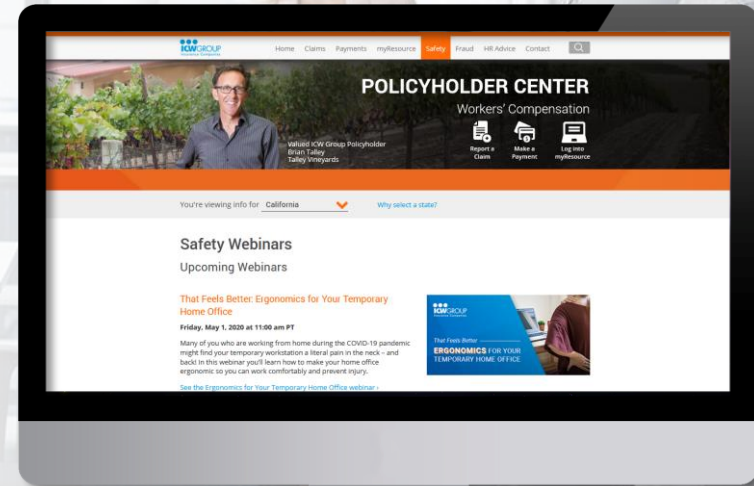 ICWGROUP
Insurance Companies
Home Claims Payments myResource Safety Fraud HR Advice Contact
POLICYHOLDER CENTER
Workers' Compensation
Valued ICW Group Policyholder
Brian Talley
Talley Vineyards
Report a
Claim
Make a
Payment
Log into
myResource
You're viewing info for California
Why select a state?
Safety Webinars
Upcoming Webinars
That Feels Better: Ergonomics for Your Temporary
Home Office
Friday, May 1, 2020 at 11:00 am PT
Many of you who are working from home during the COVID-19 pandemic
might find your temporary workstation a literal pain in the neck – and
back! In this webinar you'll learn how to make your home office
ergonomic so you can work comfortably and prevent injury.
See the Ergonomics for Your Temporary Home Office webinar ›
ICWGROUP
That Feels Better
ERGONOMICS FOR YOUR
TEMPORARY HOME OFFICE